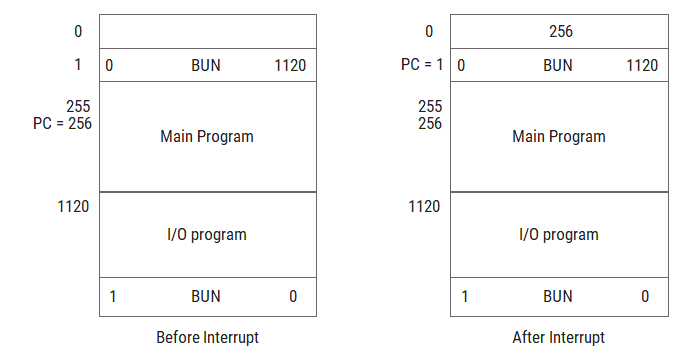 0
1 0 BUN 1120
255
PC = 256
Main Program
1120
I/O program
1 BUN 0
Before Interrupt
0 256
PC = 1 0 BUN 1120
255
256
Main Program
1120
I/O program
1 BUN 0
After Interrupt